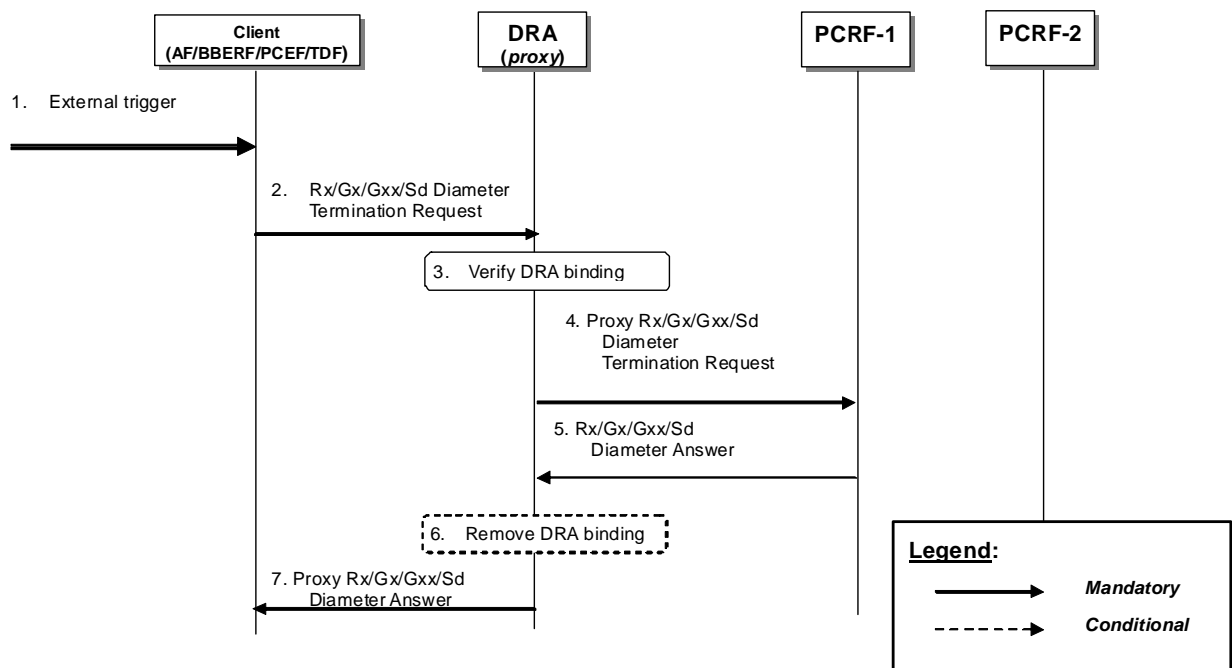 Client
(AF/BBERF/PCEF/TDF)
DRA
(proxy)
PCRF-1
PCRF-2
1. External trigger
2. Rx/Gx/Gxx/Sd Diameter
Termination Request
3. Verify DRA binding
4. Proxy Rx/Gx/Gxx/Sd
Diameter
Termination Request
5. Rx/Gx/Gxx/Sd
Diameter Answer
6. Remove DRA binding
7. Proxy Rx/Gx/Gxx/Sd
Diameter Answer
Legend:
Mandatory
Conditional